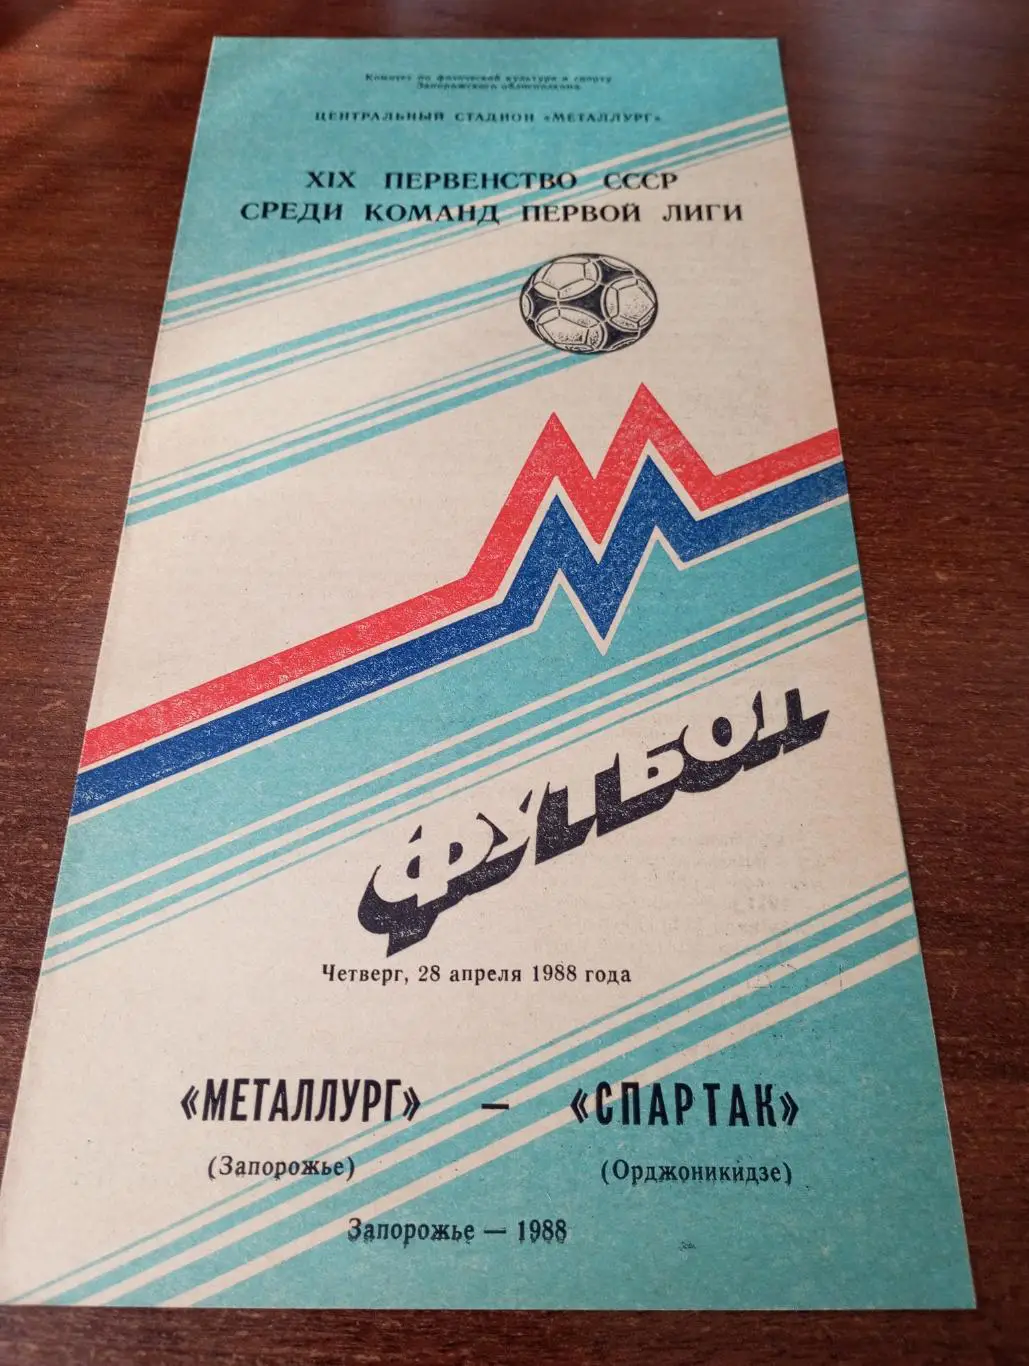 Комитет по физической культуре и спорту
Запорожского облисполкома
ЦЕНТРАЛЬНЫЙ СТАДИОН «МЕТАЛЛУРГ»
XIX ПЕРВЕНСТВО СССР
СРЕДИ КОМАНД ПЕРВОЙ ЛИГИ
ФУТБОЛ
Четверг, 28 апреля 1988 года
«МЕТАЛЛУРГ» — «СПАРТАК»
(Запорожье) (Орджоникидзе)
Запорожье — 1988